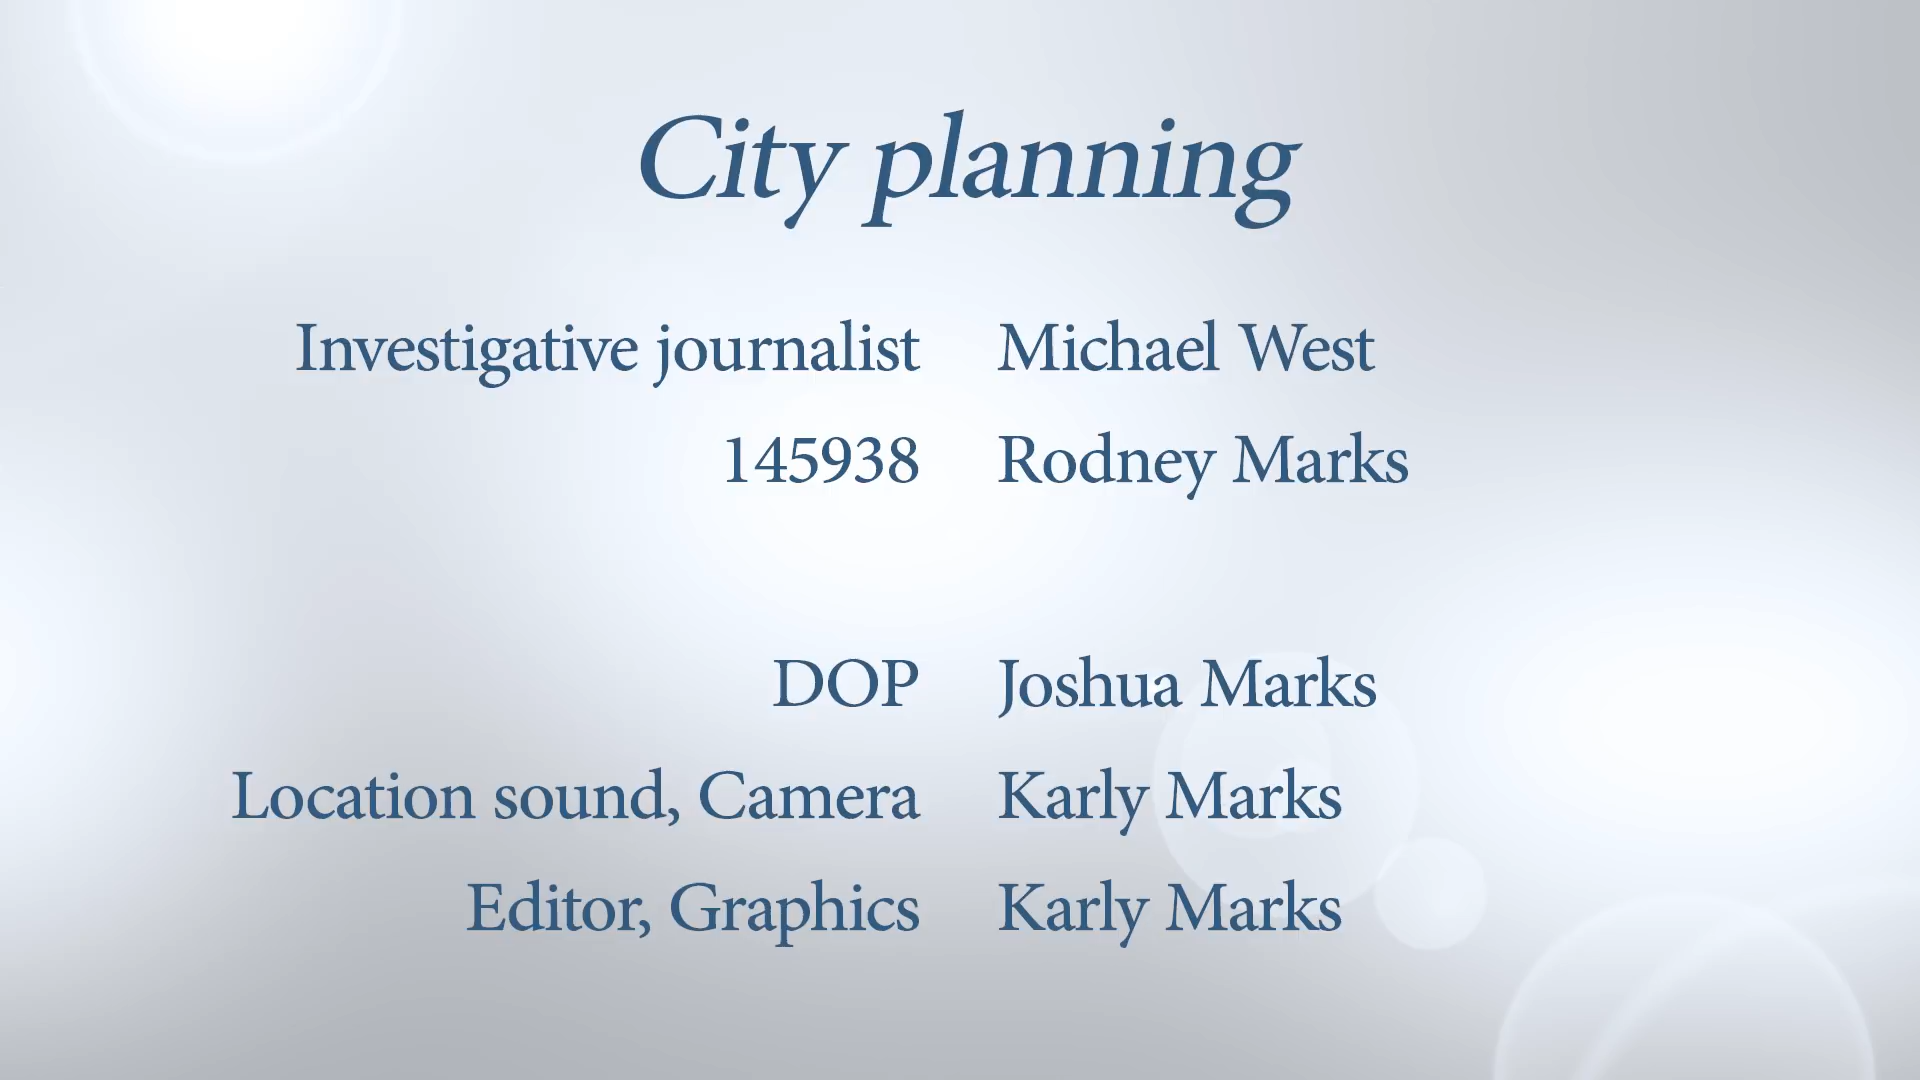 City planning
Investigative journalist Michael West
145938 Rodney Marks
DOP Joshua Marks
Location sound, Camera Karly Marks
Editor, Graphics Karly Marks